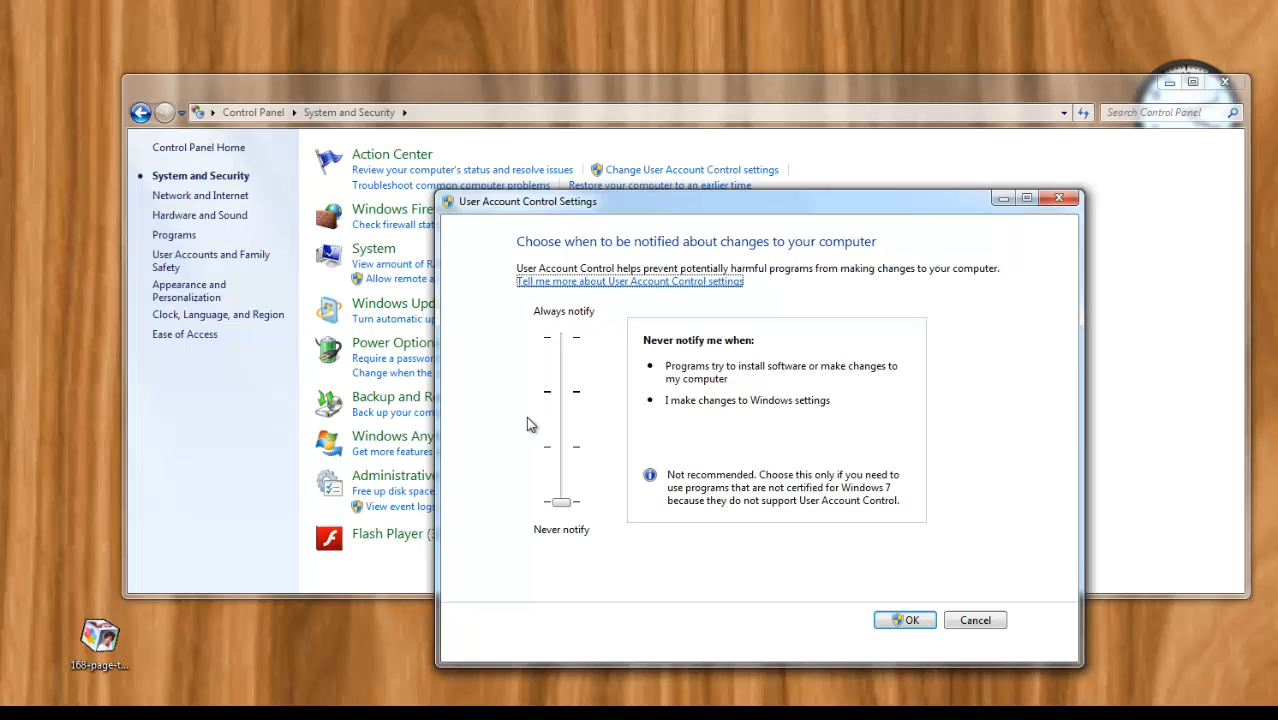 Control Panel
System and Security
Search Control Panel
Control Panel Home
System and Security
Network and Internet
Hardware and Sound
Programs
User Accounts and Family
Safety
Appearance and
Personalization
Clock, Language, and Region
Ease of Access
Action Center
Review your computer's status and resolve issues
Change User Account Control settings
Troubleshoot common computer problems
Restore your computer to an earlier time
Windows Fire
Check firewall stat
System
View amount of R
Allow remote a
Windows Upd
Turn automatic up
Power Option
Require a passwor
Change when the
Backup and Re
Back up your com
Windows Any
Get more features
Administrative
Free up disk space
View event logs
Flash Player (3
User Account Control Settings
Choose when to be notified about changes to your computer
User Account Control helps prevent potentially harmful programs from making changes to your computer.
Tell me more about User Account Control settings
Always notify
Never notify
Never notify me when:
Programs try to install software or make changes to
my computer
I make changes to Windows settings
Not recommended. Choose this only if you need to
use programs that are not certified for Windows 7
because they do not support User Account Control.
OK
Cancel
168-page-t...